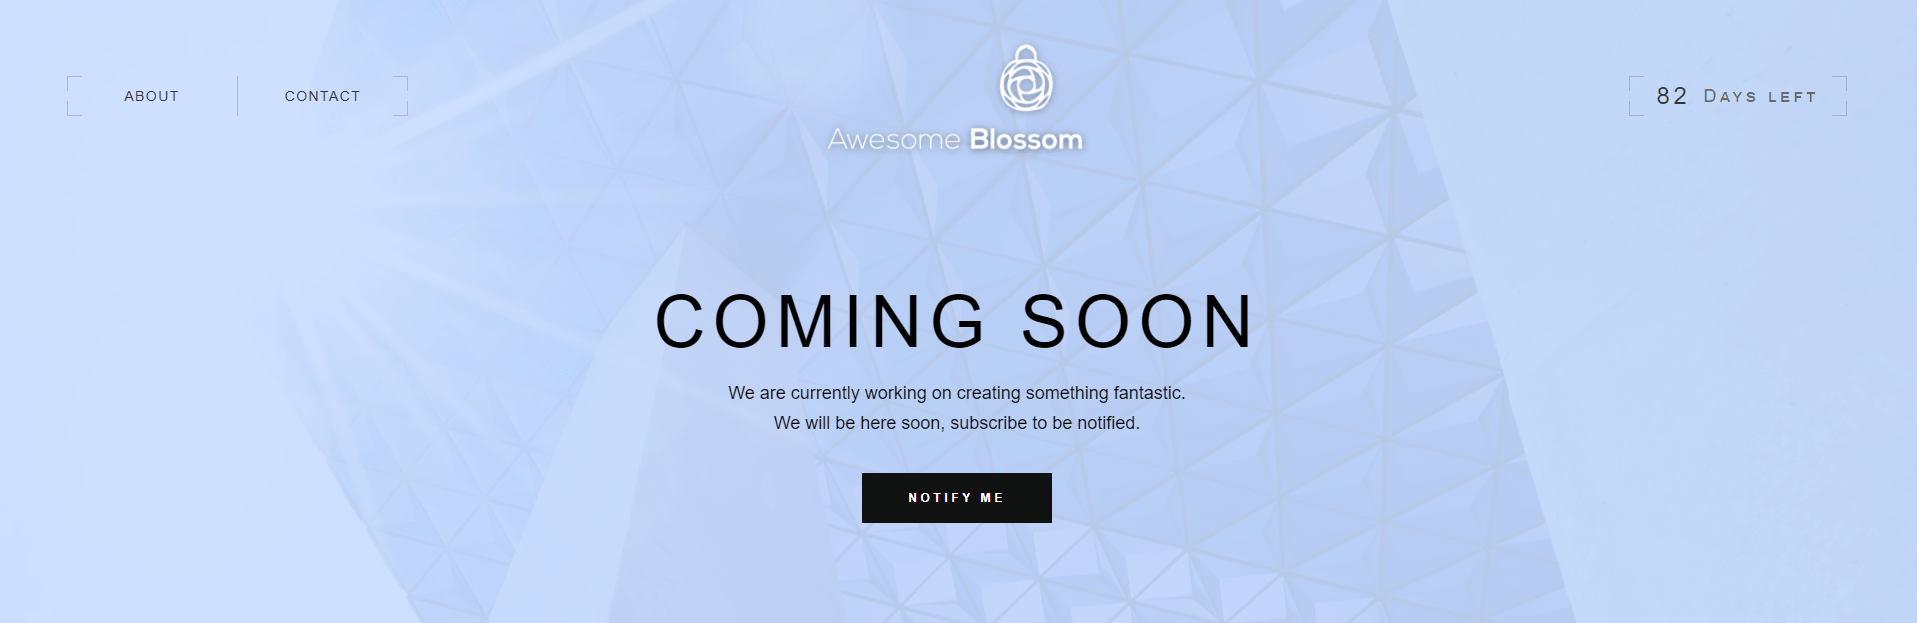 ABOUT
CONTACT
Awesome Blossom
82 DAYS LEFT
COMING SOON
We are currently working on creating something fantastic.
We will be here soon, subscribe to be notified.
NOTIFY ME